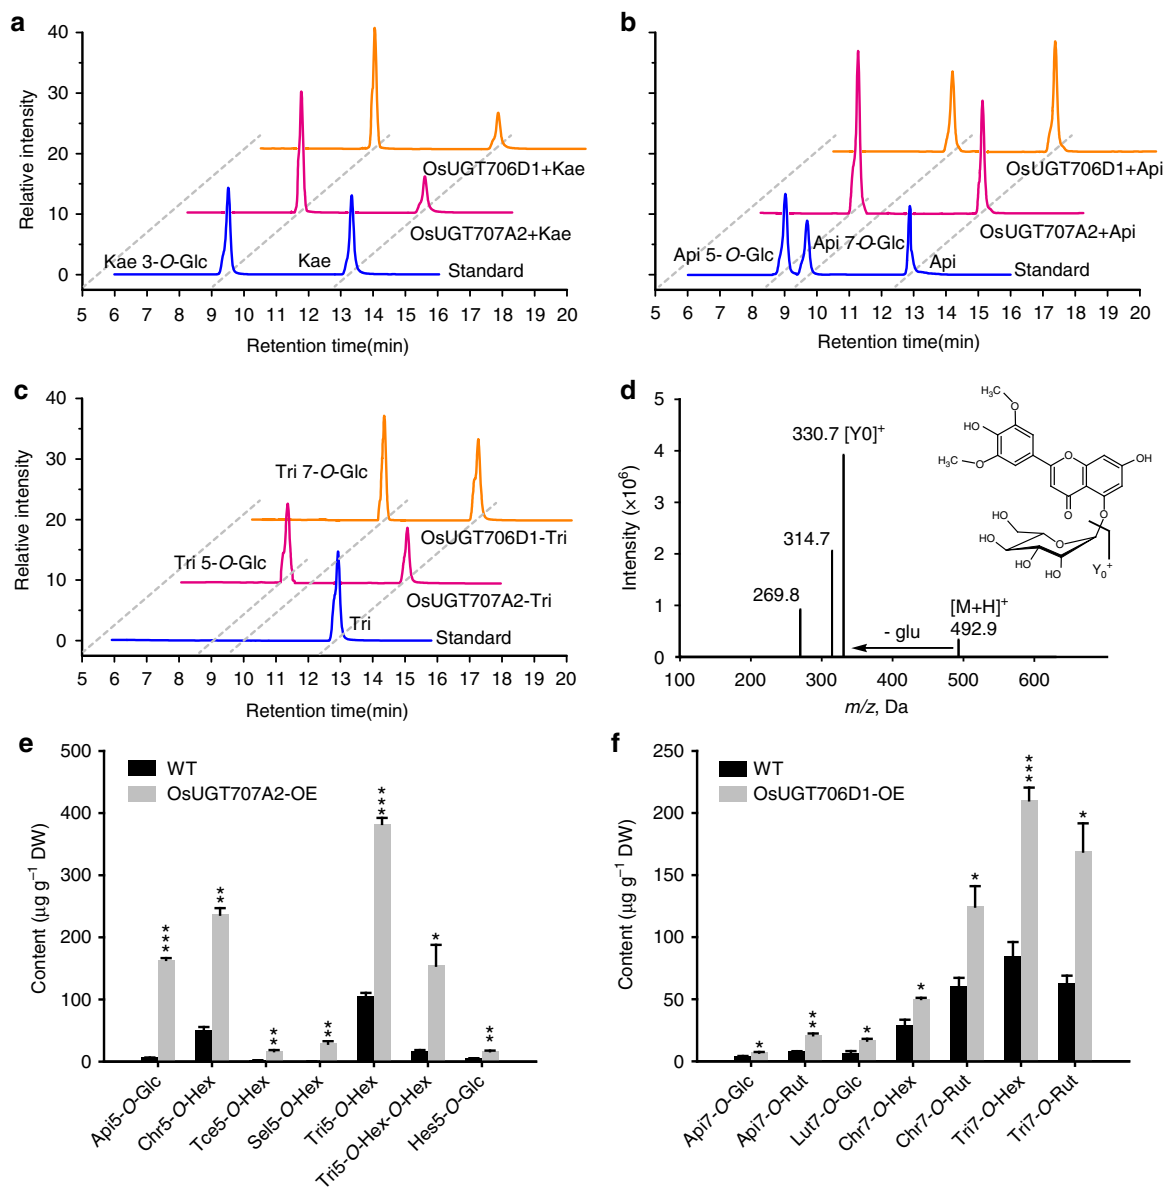 a
Relative intensity
40
30
20
10
0
OsUGT706D1+Kae
OsUGT707A2+Kae
Kae 3-O-Glc
Kae
Standard
5 6 7 8 9 10 11 12 13 14 15 16 17 18 19 20
Retention time(min)
b
40
30
20
10
0
OsUGT706D1+Api
OsUGT707A2+Api
Api 5-O-Glc
Api 7-O-Glc
Api
Standard
5 6 7 8 9 10 11 12 13 14 15 16 17 18 19 20
Retention time(min)
c
Relative intensity
40
30
20
10
0
Tri 7-O-Glc
OsUGT706D1-Tri
Tri 5-O-Glc
OsUGT707A2-Tri
Tri
Standard
5 6 7 8 9 10 11 12 13 14 15 16 17 18 19 20
Retention time(min)
d
Intensity (×10⁶)
5
4
3
2
1
0
330.7 [Y0]⁺
314.7
269.8
[M+H]⁺
492.9
- glu
H₃C
O
HO
H₃C
O
O
OH
O
O
HO
HO
HO
O
HO
OH
Y₀⁺
100 200 300 400 500 600
m/z, Da
e
Content (µg g⁻¹ DW)
500
400
300
200
100
0
WT
OsUGT707A2-OE
***
**
**
**
***
*
**
Api5-O-Glc
Chr5-O-Hex
Tce5-O-Hex
Sel5-O-Hex
Tri5-O-Hex
Tri5-O-Hex-O-Hex
Hes5-O-Glc
f
Content (µg g⁻¹ DW)
250
200
150
100
50
0
WT
OsUGT706D1-OE
*
**
*
*
*
***
*
Api7-O-Glc
Api7-O-Rut
Lut7-O-Glc
Chr7-O-Hex
Chr7-O-Rut
Tri7-O-Hex
Tri7-O-Rut